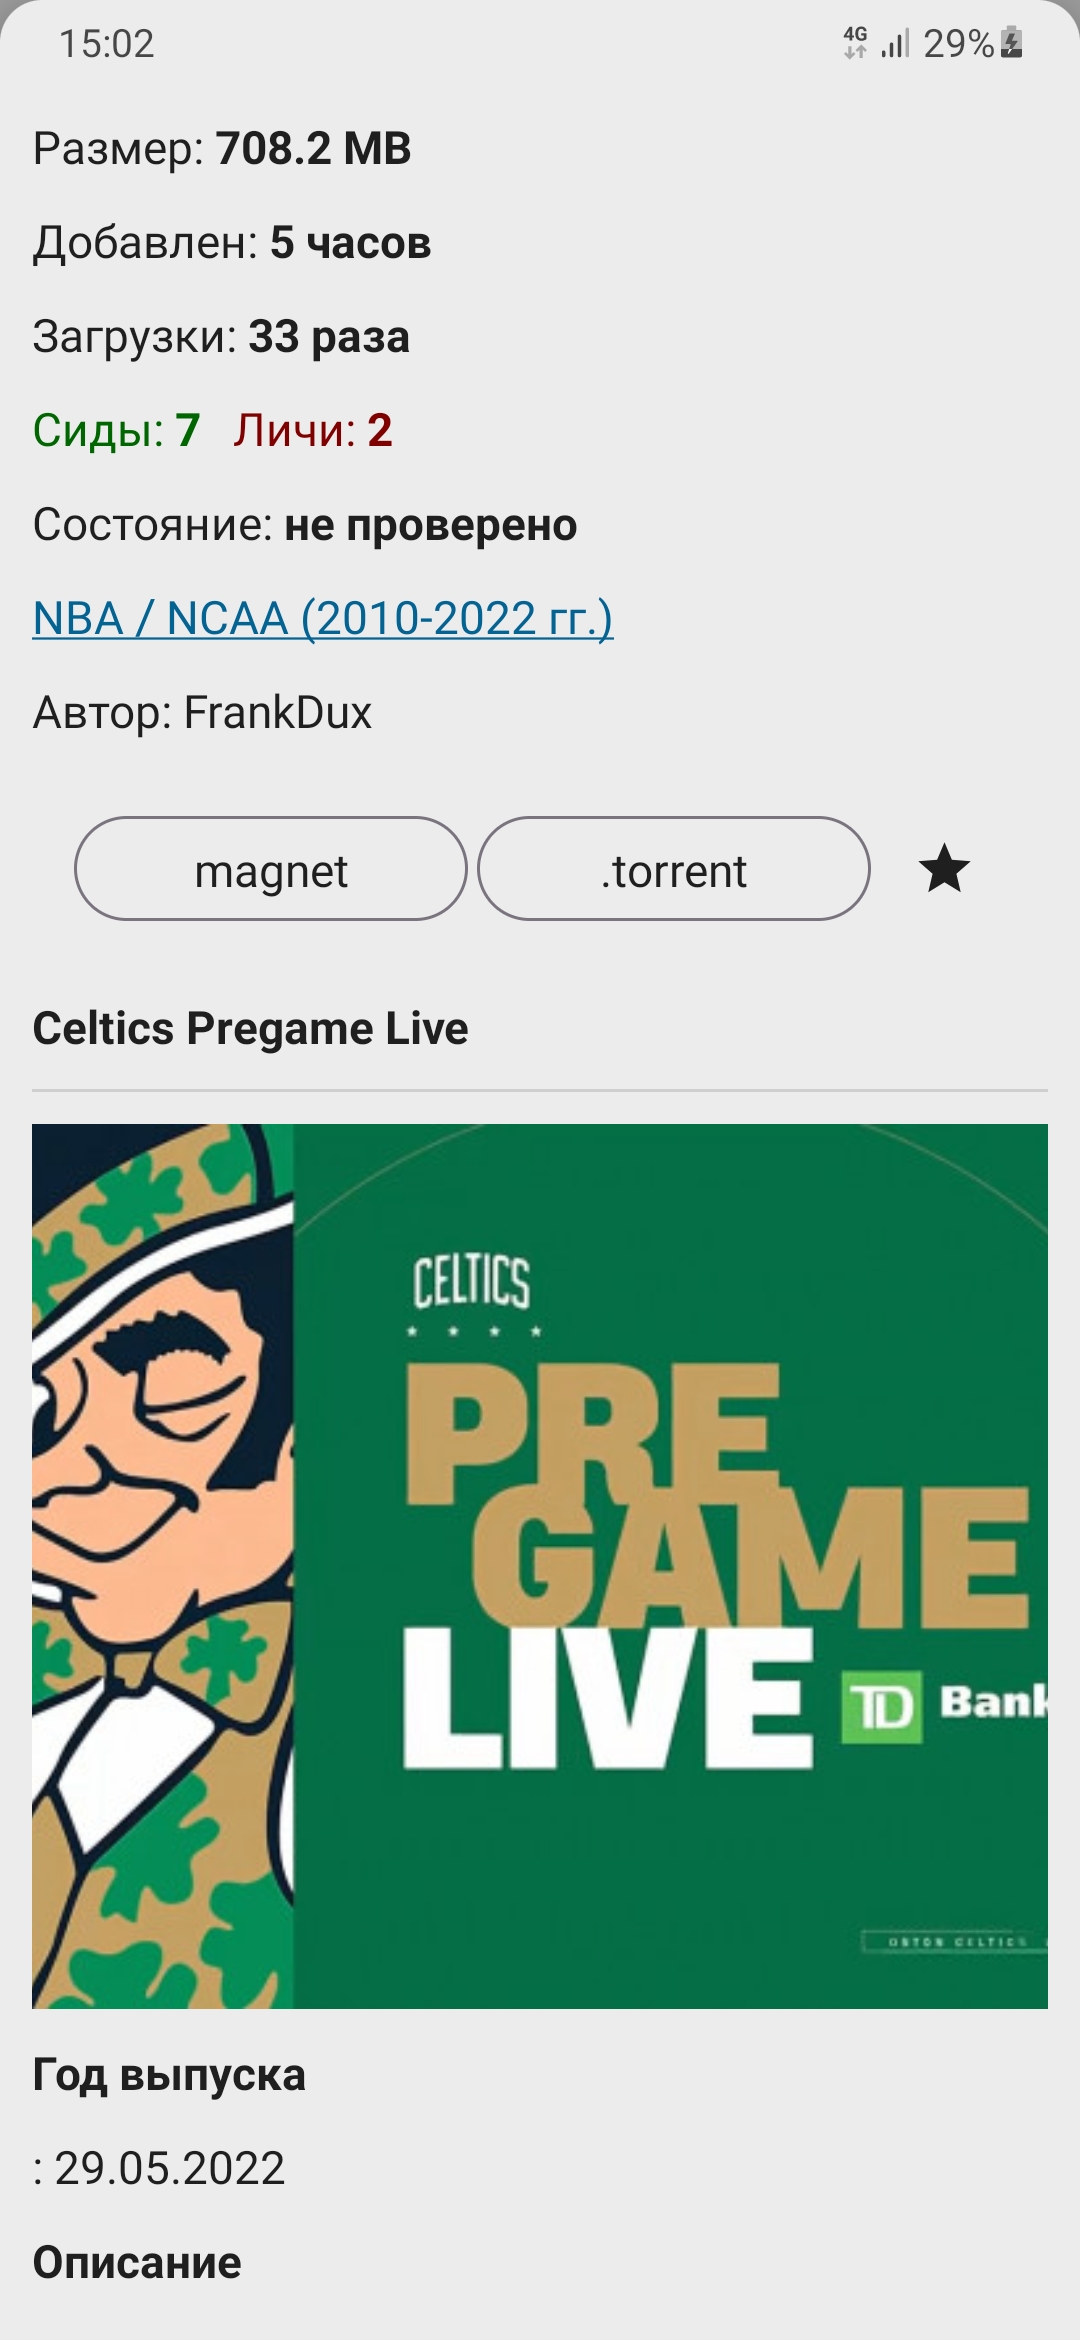 15:02
4G 29%
Размер: 708.2 MB
Добавлен: 5 часов
Загрузки: 33 раза
Сиды: 7 Личи: 2
Состояние: не проверено
NBA / NCAA (2010-2022 гг.)
Автор: FrankDux
magnet .torrent
Celtics Pregame Live
CELTICS
PRE
GAME
LIVE TD Bank
OSTON CELTICS
Год выпуска
: 29.05.2022
Описание